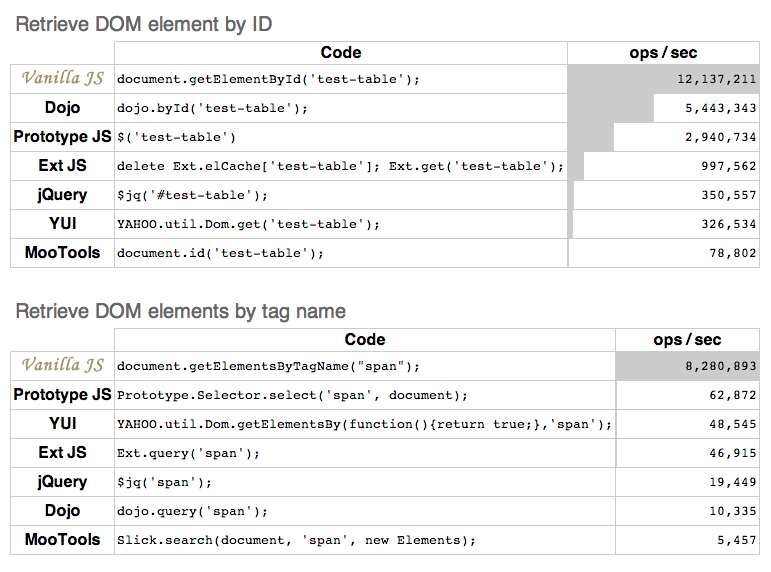 Retrieve DOM element by ID
Code ops / sec
Vanilla JS document.getElementById('test-table'); 12,137,211
Dojo dojo.byId('test-table'); 5,443,343
Prototype JS $('test-table') 2,940,734
Ext JS delete Ext.elCache['test-table']; Ext.get('test-table'); 997,562
jQuery $jq('#test-table'); 350,557
YUI YAHOO.util.Dom.get('test-table'); 326,534
MooTools document.id('test-table'); 78,802
Retrieve DOM elements by tag name
Code ops / sec
Vanilla JS document.getElementsByTagName("span"); 8,280,893
Prototype JS Prototype.Selector.select('span', document); 62,872
YUI YAHOO.util.Dom.getElementsBy(function(){return true;},'span'); 48,545
Ext JS Ext.query('span'); 46,915
jQuery $jq('span'); 19,449
Dojo dojo.query('span'); 10,335
MooTools Slick.search(document, 'span', new Elements); 5,457